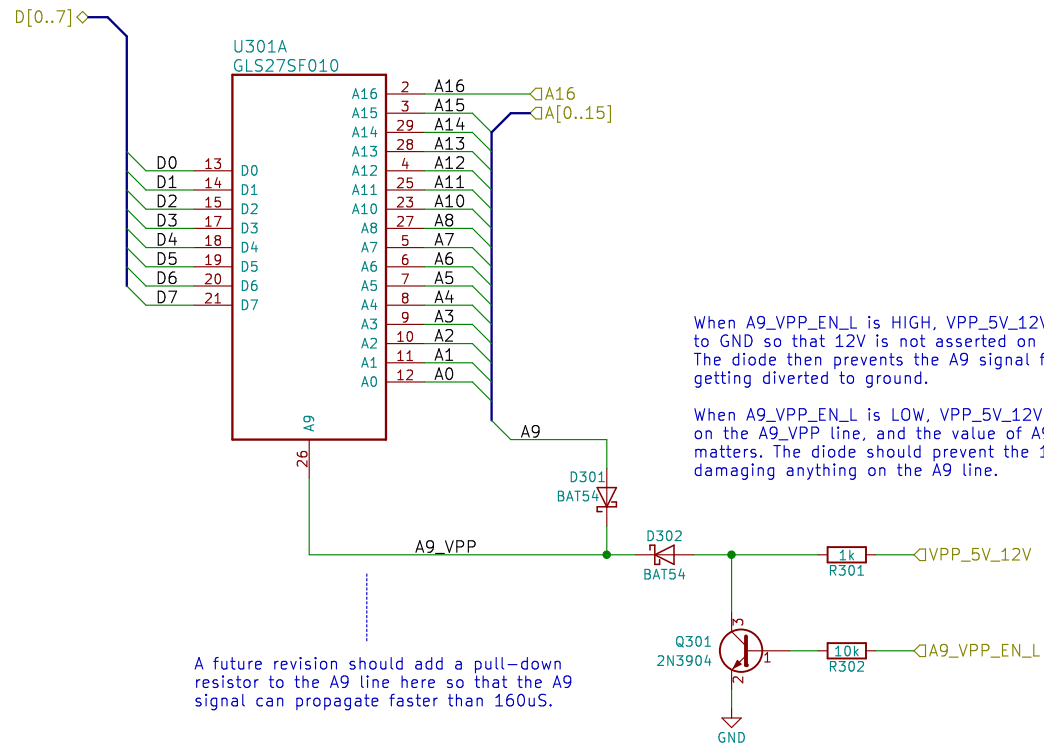 D[0..7]
U301A
GLS27SF010
A16 2 A16 A16
A15 3 A15 A[0..15]
A14 29 A14
A13 28 A13
D0 13 D0 A12 4 A12
D1 14 D1 A11 25 A11
D2 15 D2 A10 23 A10
D3 17 D3 A8 27 A8
D4 18 D4 A7 5 A7
D5 19 D5 A6 6 A6
D6 20 D6 A5 7 A5
D7 21 D7 A4 8 A4
A3 9 A3
A2 10 A2
A1 11 A1
A0 12 A0
A9
26
A9
D301
BAT54
When A9_VPP_EN_L is HIGH, VPP_5V_12V
to GND so that 12V is not asserted on
The diode then prevents the A9 signal
getting diverted to ground.
When A9_VPP_EN_L is LOW, VPP_5V_12V
on the A9_VPP line, and the value of
matters. The diode should prevent the
damaging anything on the A9 line.
A9_VPP
D302
BAT54
1k
R301
VPP_5V_12V
Q301
2N3904
3
1
2
10k
R302
A9_VPP_EN_L
GND
A future revision should add a pull-down
resistor to the A9 line here so that the A9
signal can propagate faster than 160uS.